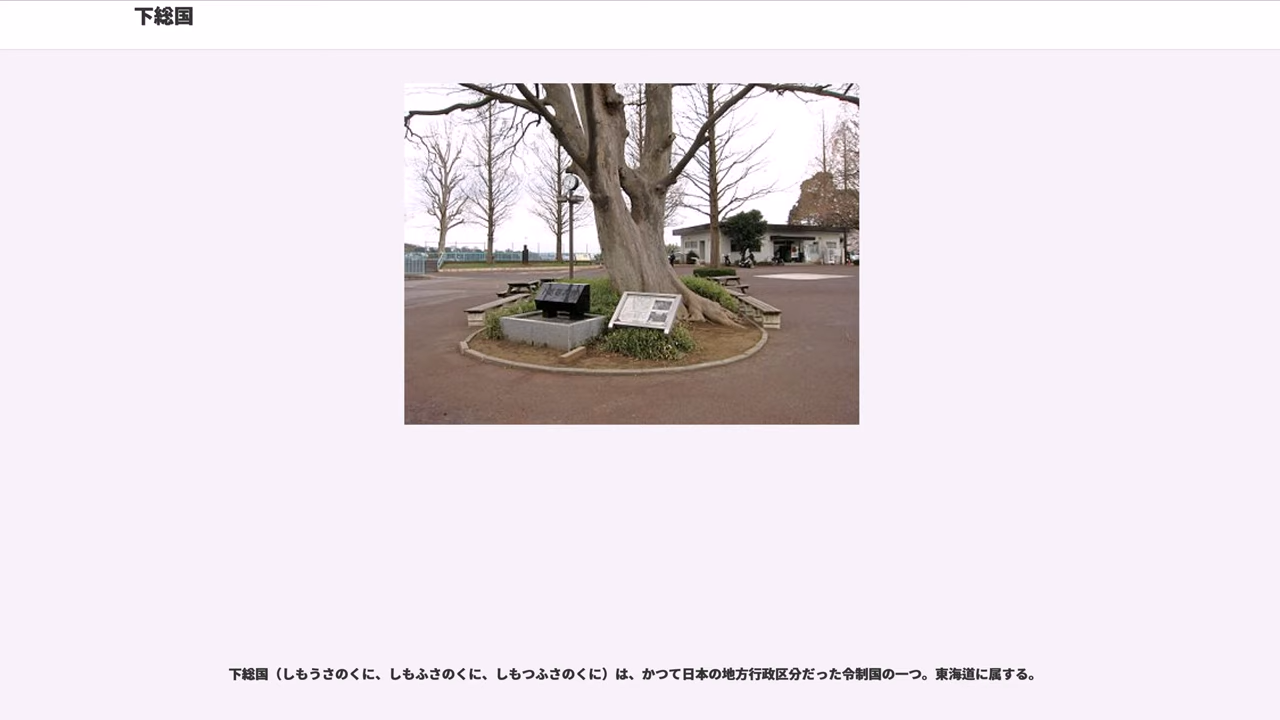 下総国
下総国（しもうさのくに、しもふさのくに、しもつふさのくに）は、かつて日本の地方行政区分だった令制国の一つ。東海道に属する。